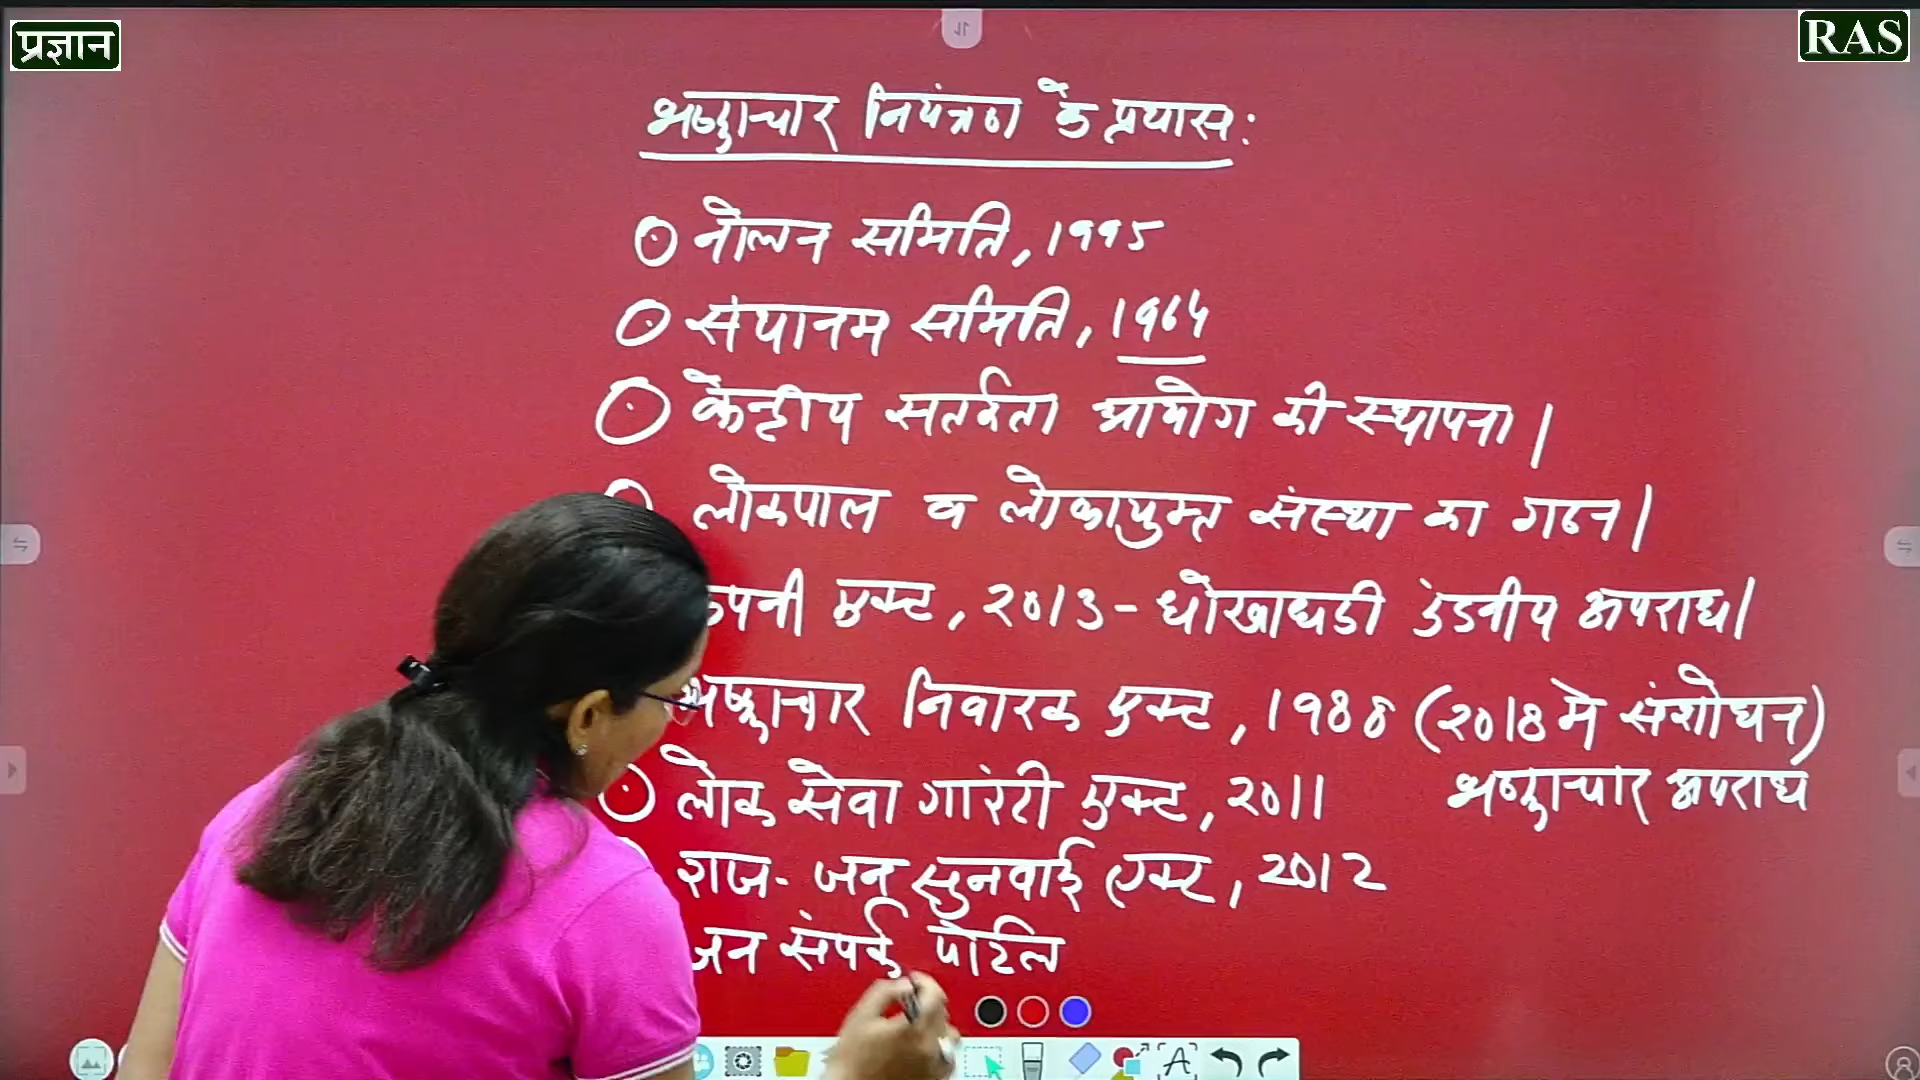 प्रज्ञान
RAS
भ्रष्टाचार नियंत्रण के प्रयास:
नोलन समिति, 1995
संथानम समिति, 1964
केन्द्रीय सतर्कता आयोग की स्थापना।
लोकपाल व लोकायुक्त संस्था का गठन।
कंपनी एक्ट, 2013 - धोखाधडी दंडनीय अपराध।
भ्रष्टाचार निवारक एक्ट, 1988 (2018 मे संशोधन)
लोक सेवा गारंटी एक्ट, 2011 भ्रष्टाचार अपराध
राज- जन सुनवाई एक्ट, 2012
जन संपर्क पोर्टल